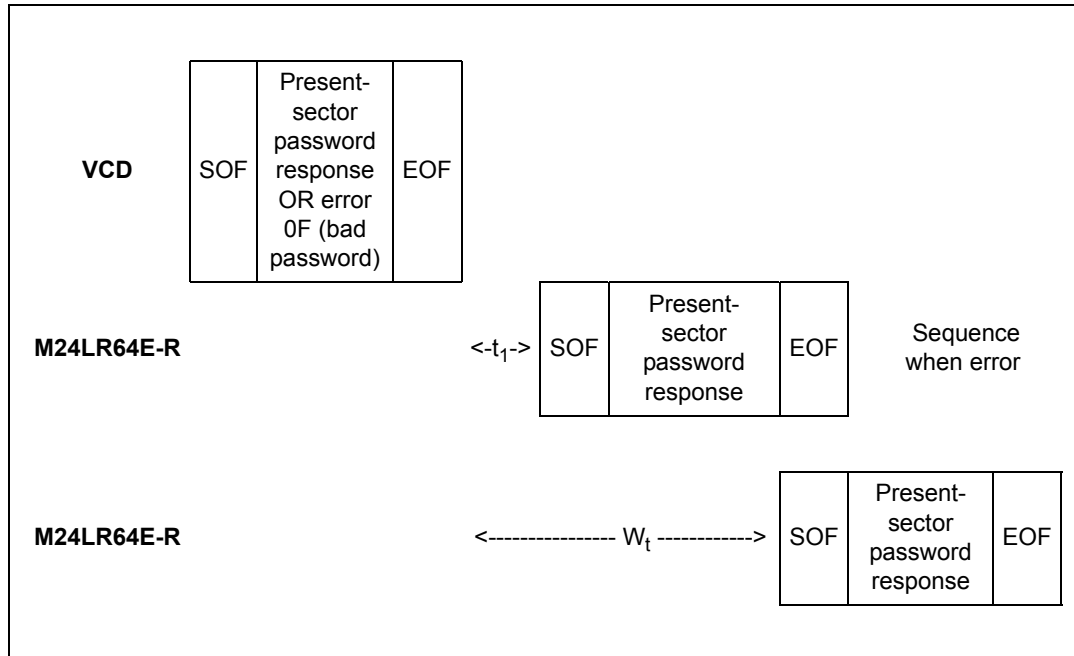 Present-
sector
password
response
OR error
0F (bad
password)
VCD
SOF
EOF
M24LR64E-R
<-t1->
SOF
Present-
sector
password
response
EOF
Sequence
when error
M24LR64E-R
<---------------- Wt ------------>
SOF
Present-
sector
password
response
EOF